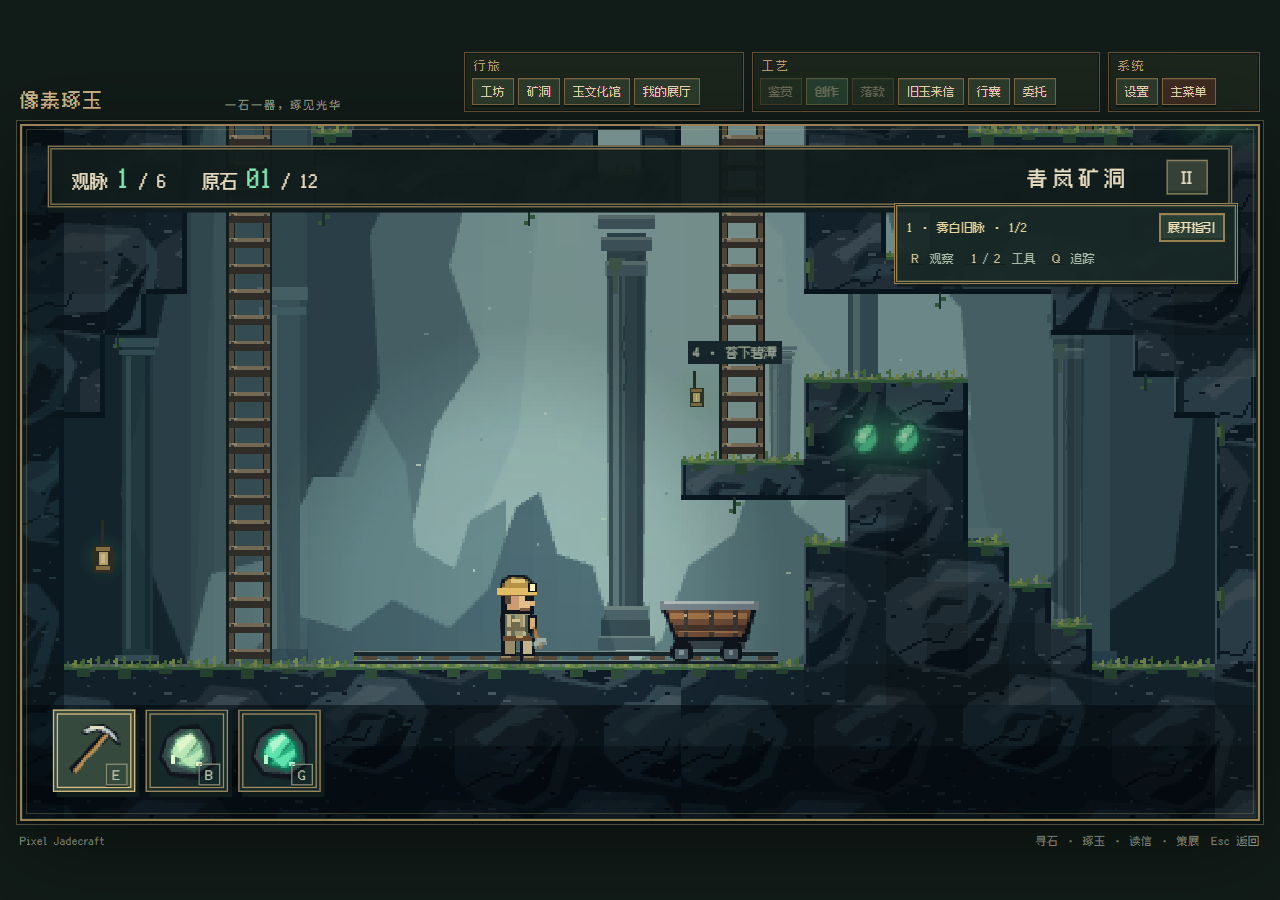 像素琢玉
一石一器，琢见光华
行旅
工坊 矿洞 玉文化馆 我的展厅
工艺
鉴赏 创作 落款 旧玉来信 行囊 委托
系统
设置 主菜单
观脉 1 / 6 原石 01 / 12
青岚矿洞 II
1 · 雾白旧脉 · 1/2 展开指引
R 观察 1 / 2 工具 Q 追踪
4 · 苔下碧潭
E
B
G
Pixel Jadecraft
寻石 · 琢玉 · 读信 · 策展 Esc 返回